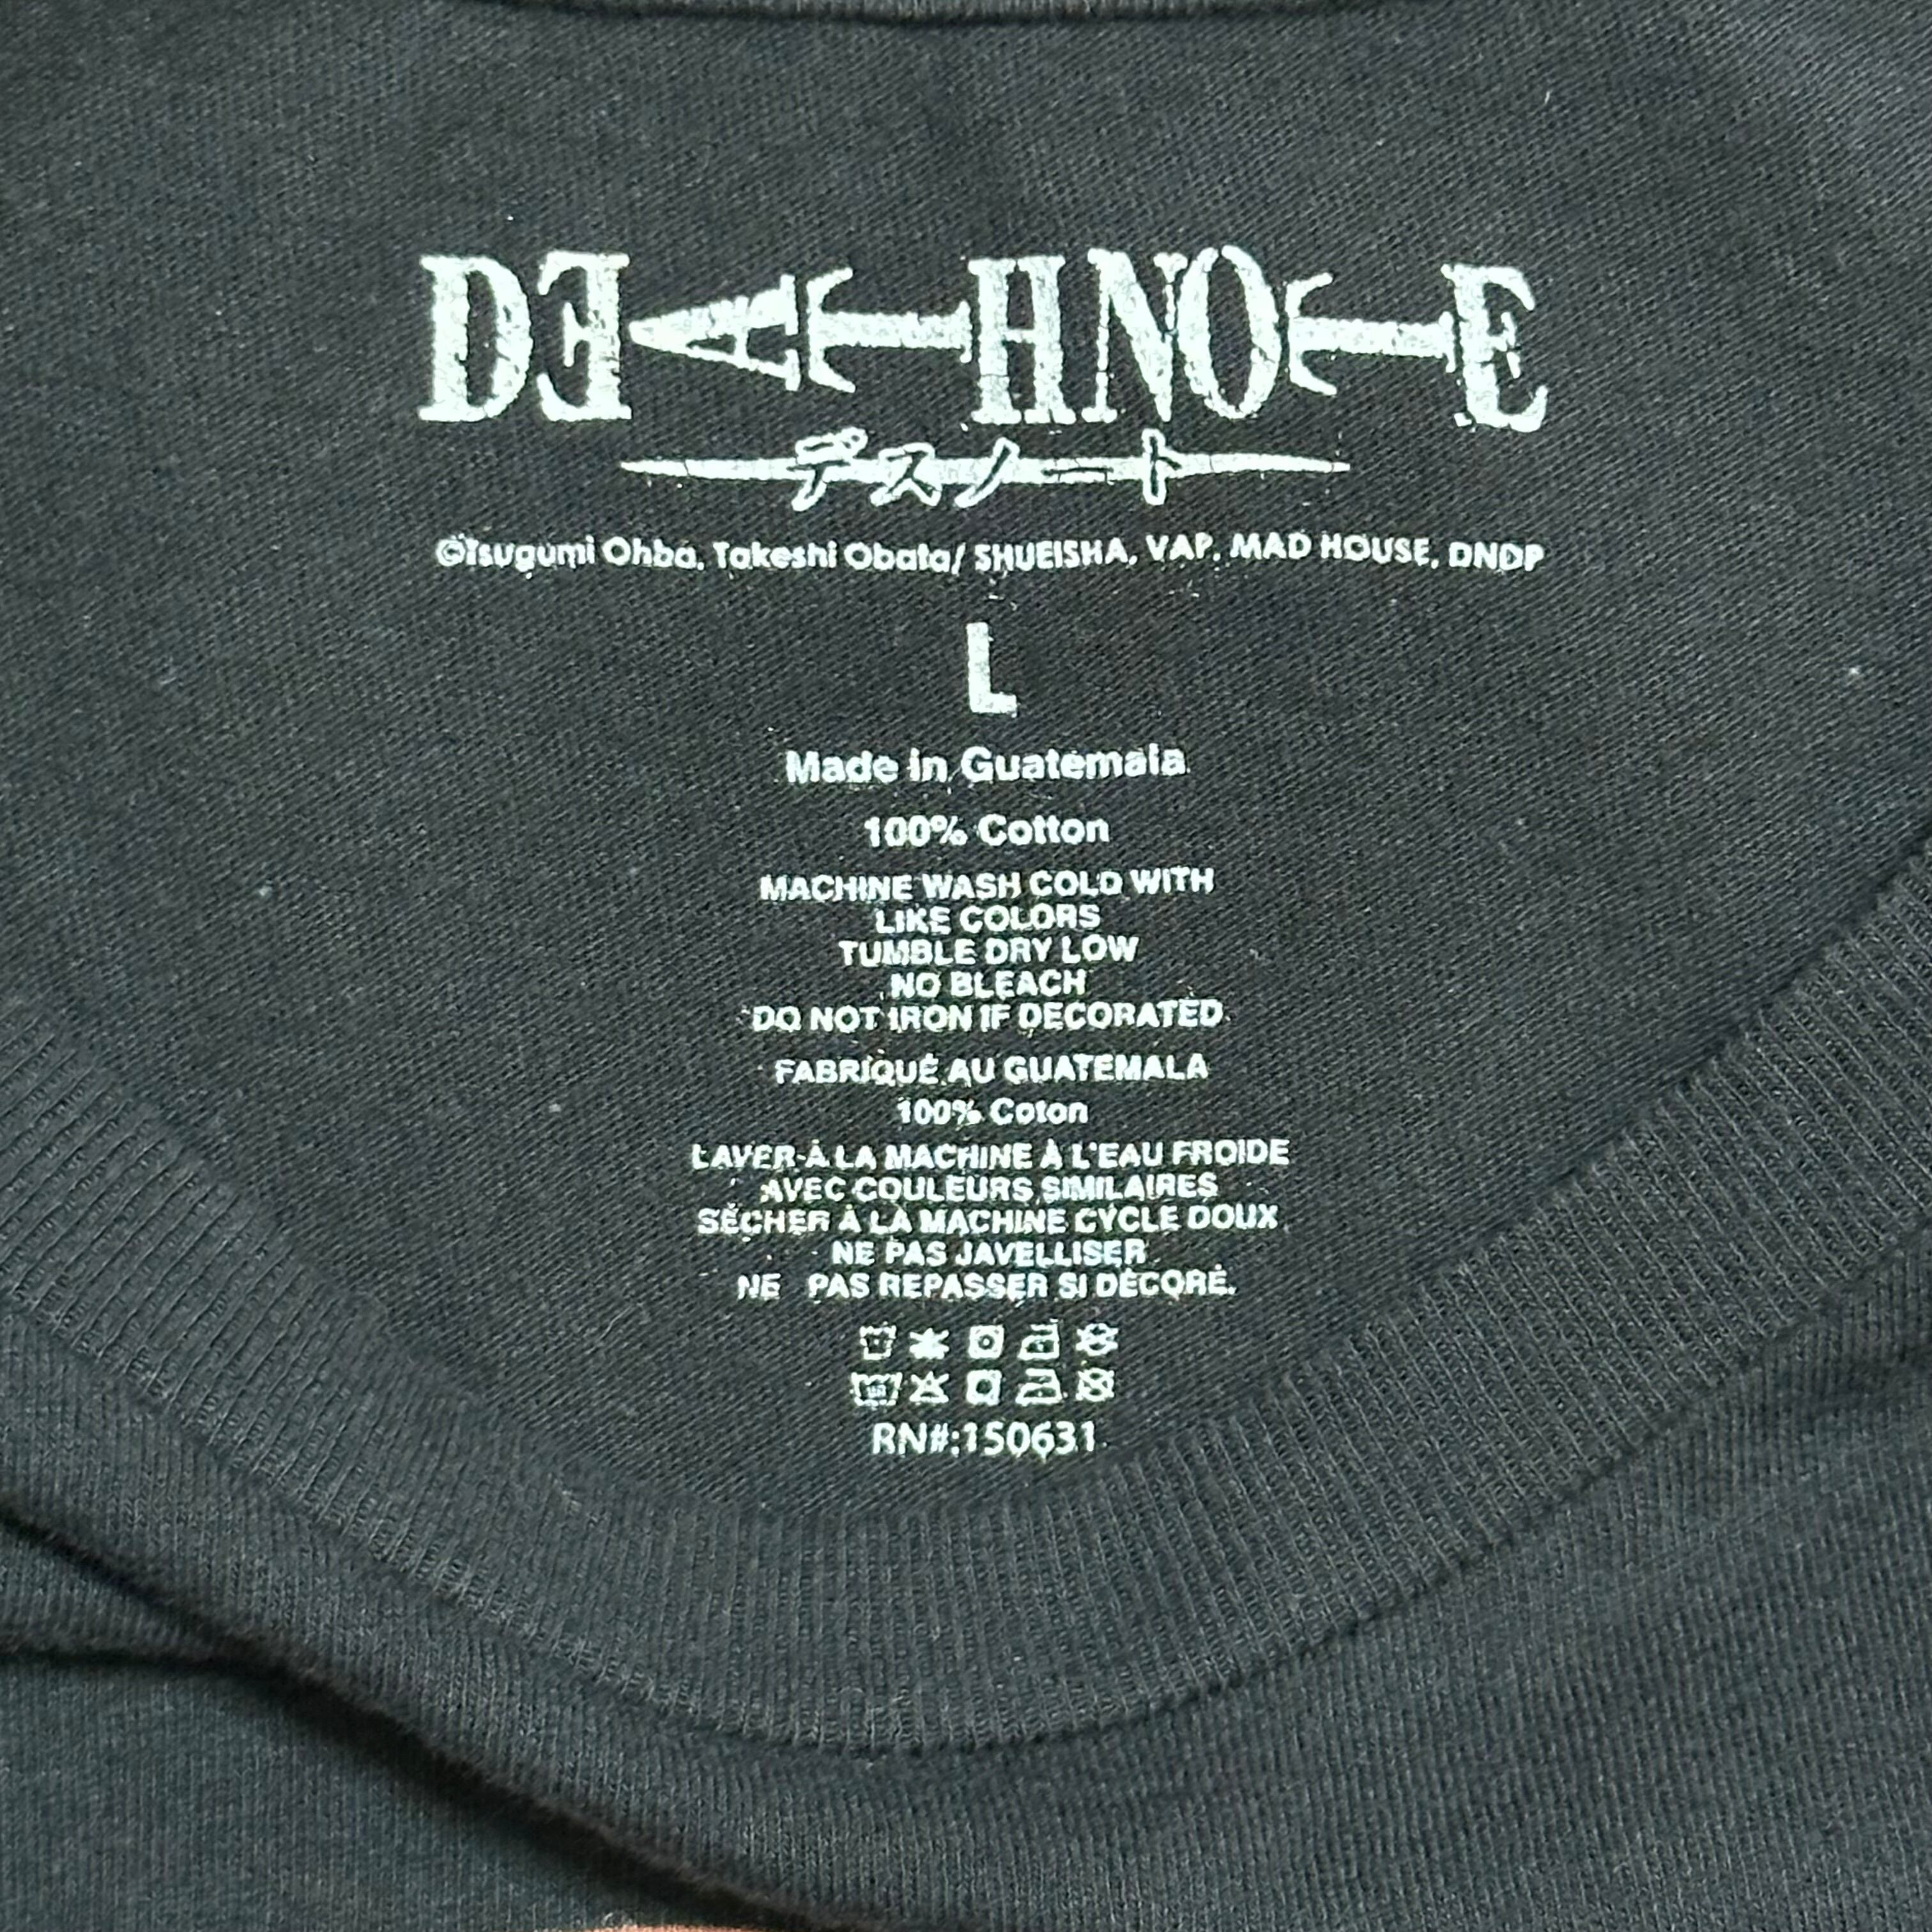 DEATHNOTE
デスノート
©Tsugumi Ohba, Takeshi Obata/ SHUEISHA, VAP, MAD HOUSE, DNDP
L
Made in Guatemala
100% Cotton
MACHINE WASH COLD WITH
LIKE COLORS
TUMBLE DRY LOW
NO BLEACH
DO NOT IRON IF DECORATED
FABRIQUÉ AU GUATEMALA
100% Coton
LAVER À LA MACHINE À L'EAU FROIDE
AVEC COULEURS SIMILAIRES
SÉCHER À LA MACHINE CYCLE DOUX
NE PAS JAVELLISER
NE PAS REPASSER SI DÉCORÉ.
RN#:150631